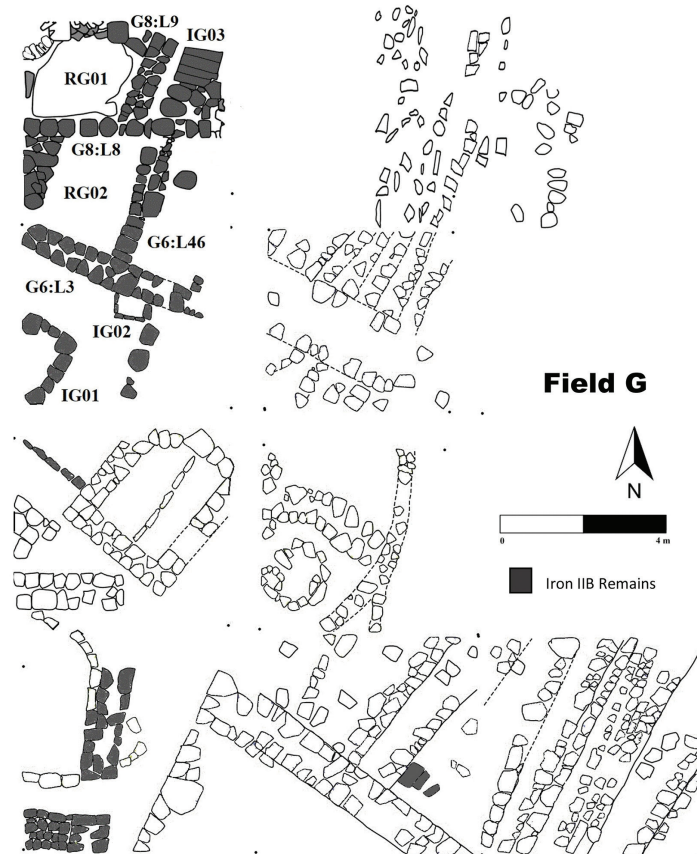 G8:L9
IG03
RG01
G8:L8
RG02
G6:L46
G6:L3
IG02
IG01
Field G
N
0 4 m
Iron IIB Remains